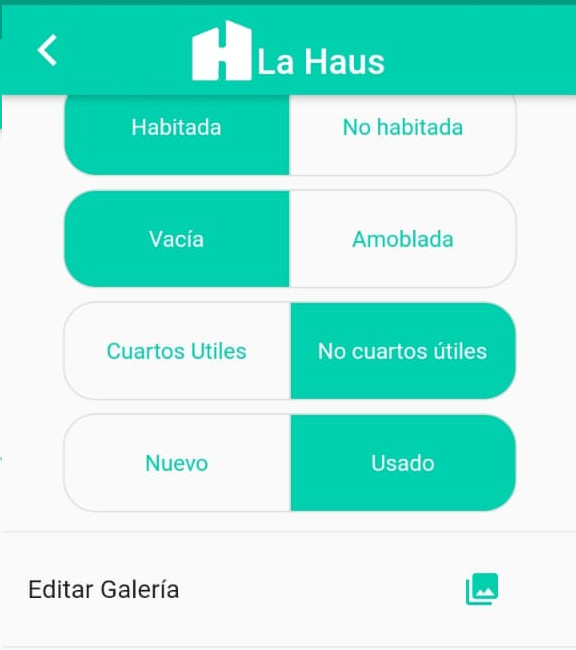 La Haus
Habitada No habitada
Vacía Amoblada
Cuartos Utiles No cuartos útiles
Nuevo Usado
Editar Galería